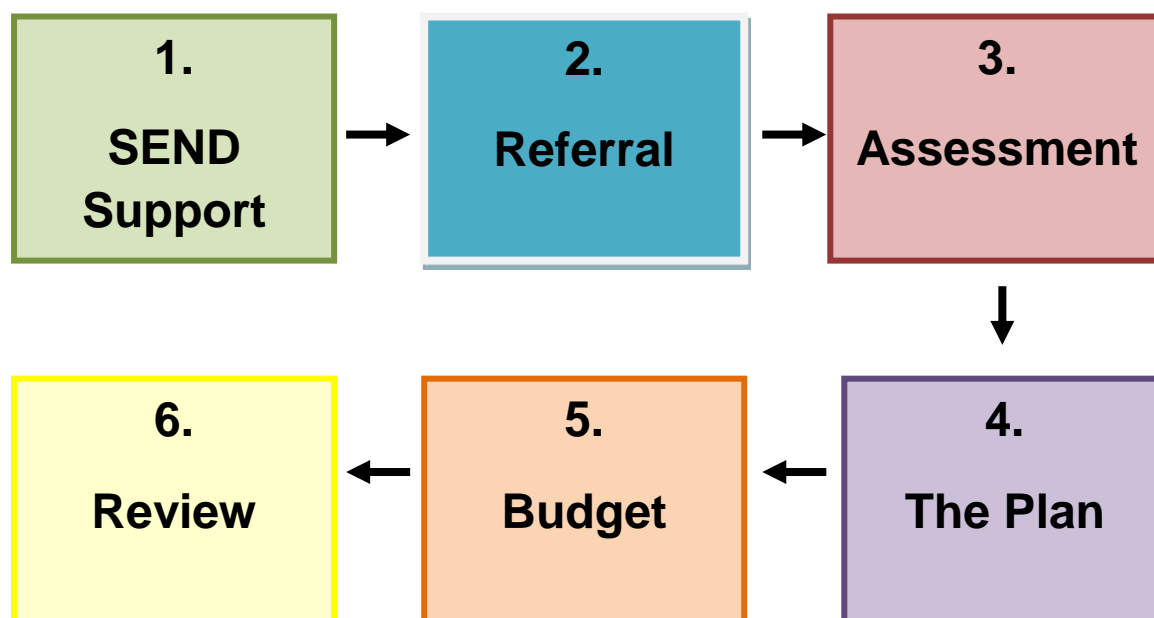 1.
SEND
Support
2.
Referral
3.
Assessment
4.
The Plan
5.
Budget
6.
Review